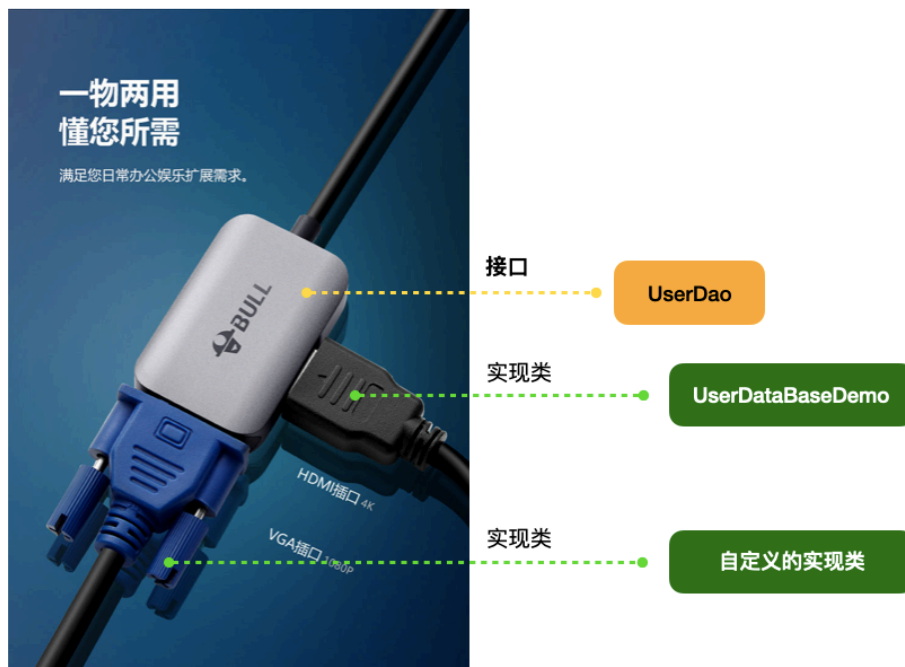 一物两用
懂您所需
满足您日常办公娱乐扩展需求。
接口
UserDao
BULL
实现类
UserDataBaseDemo
HDMI插口 4K
实现类
VGA插口 1080P
自定义的实现类